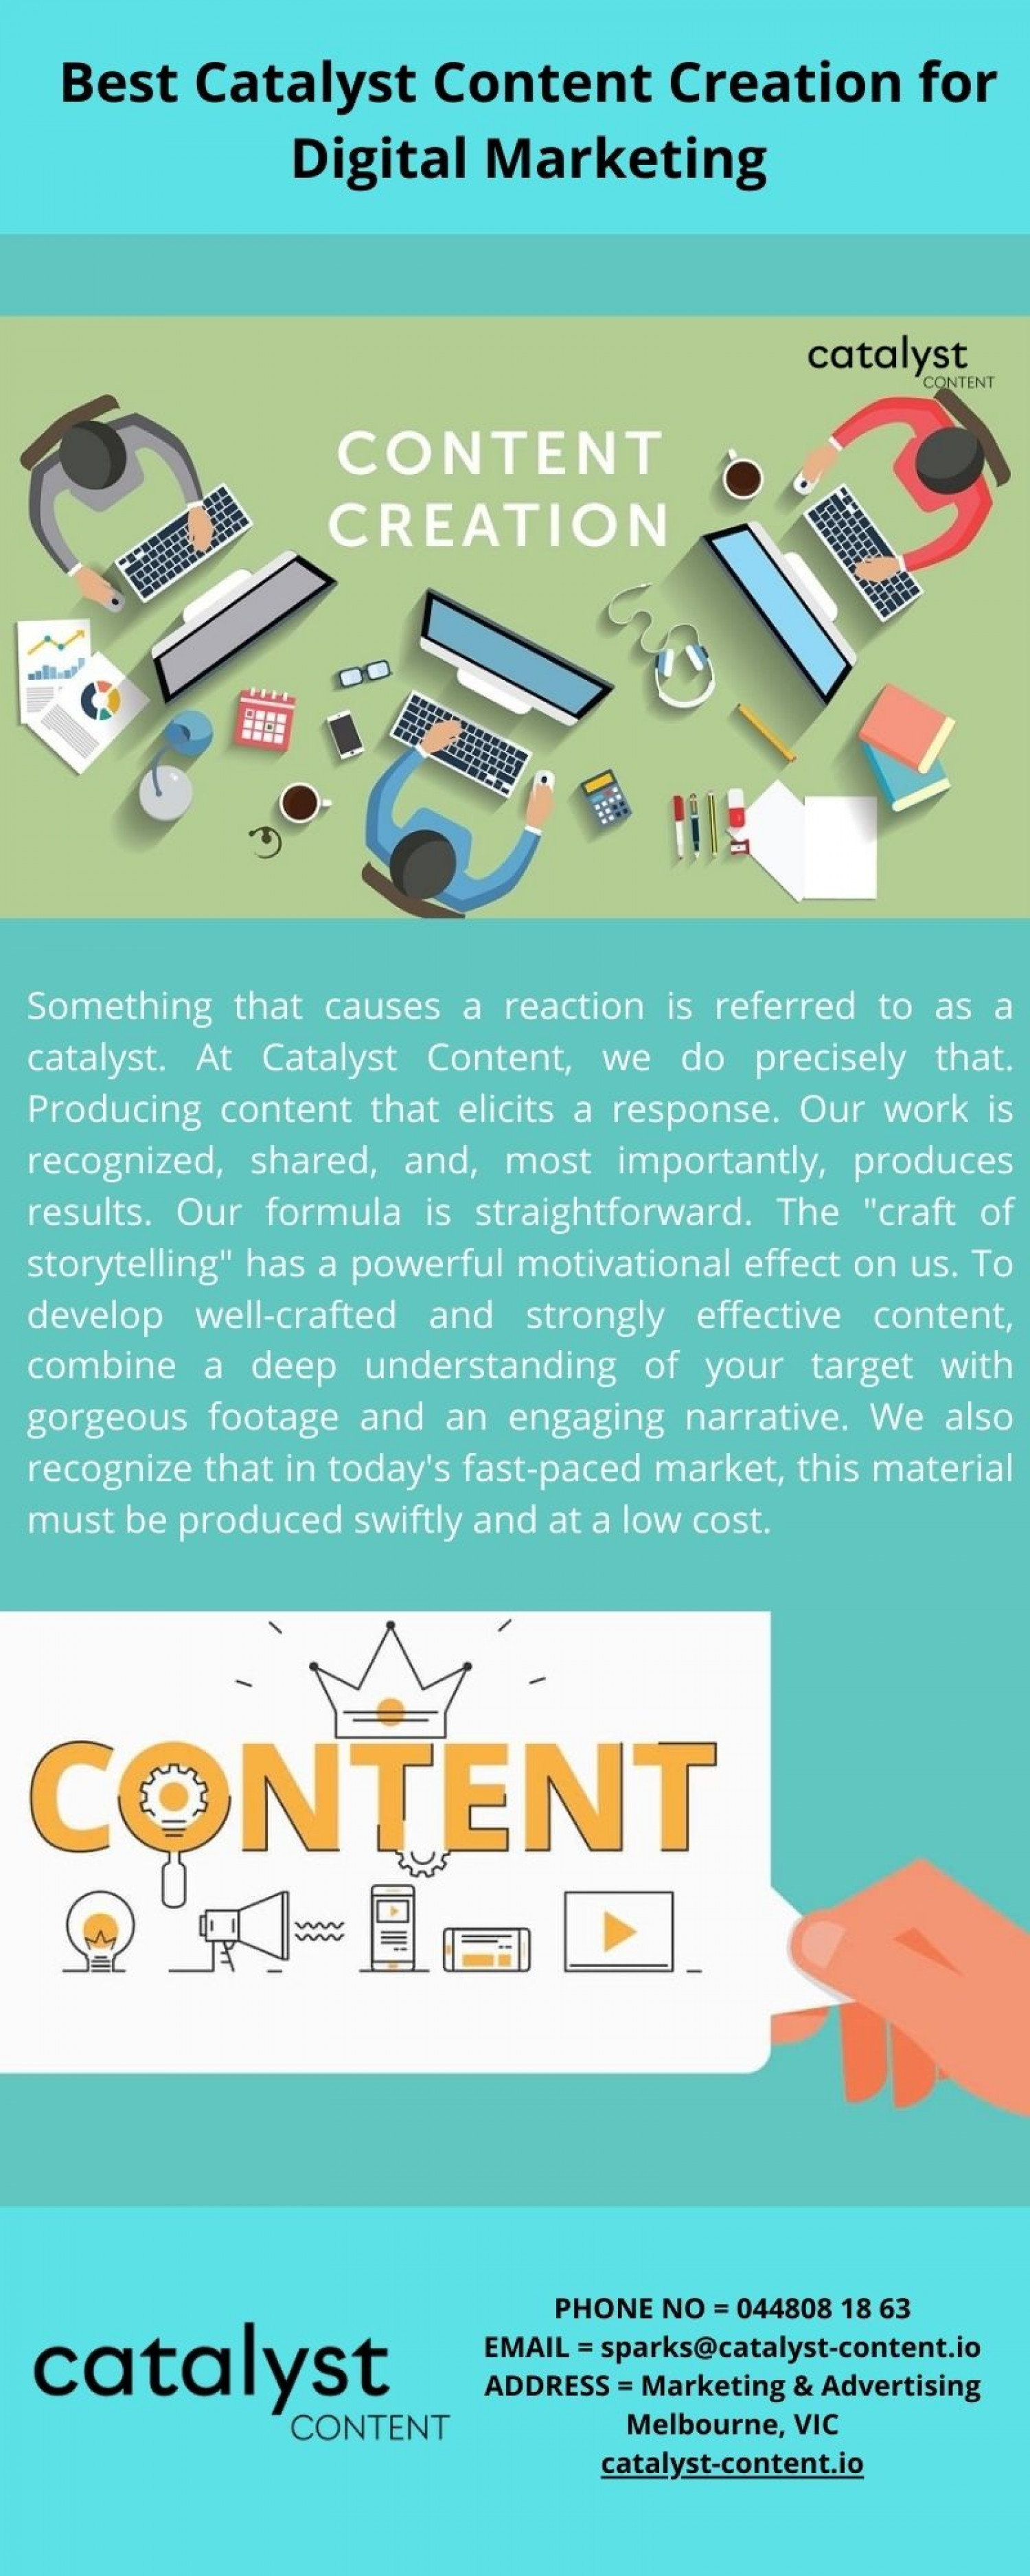 Best Catalyst Content Creation for
Digital Marketing
catalyst
CONTENT
CONTENT
CREATION
Something that causes a reaction is referred to as a
catalyst. At Catalyst Content, we do precisely that.
Producing content that elicits a response. Our work is
recognized, shared, and, most importantly, produces
results. Our formula is straightforward. The "craft of
storytelling" has a powerful motivational effect on us. To
develop well-crafted and strongly effective content,
combine a deep understanding of your target with
gorgeous footage and an engaging narrative. We also
recognize that in today's fast-paced market, this material
must be produced swiftly and at a low cost.
CONTENT
catalyst
CONTENT
PHONE NO = 044808 18 63
EMAIL = sparks@catalyst-content.io
ADDRESS = Marketing & Advertising
Melbourne, VIC
catalyst-content.io